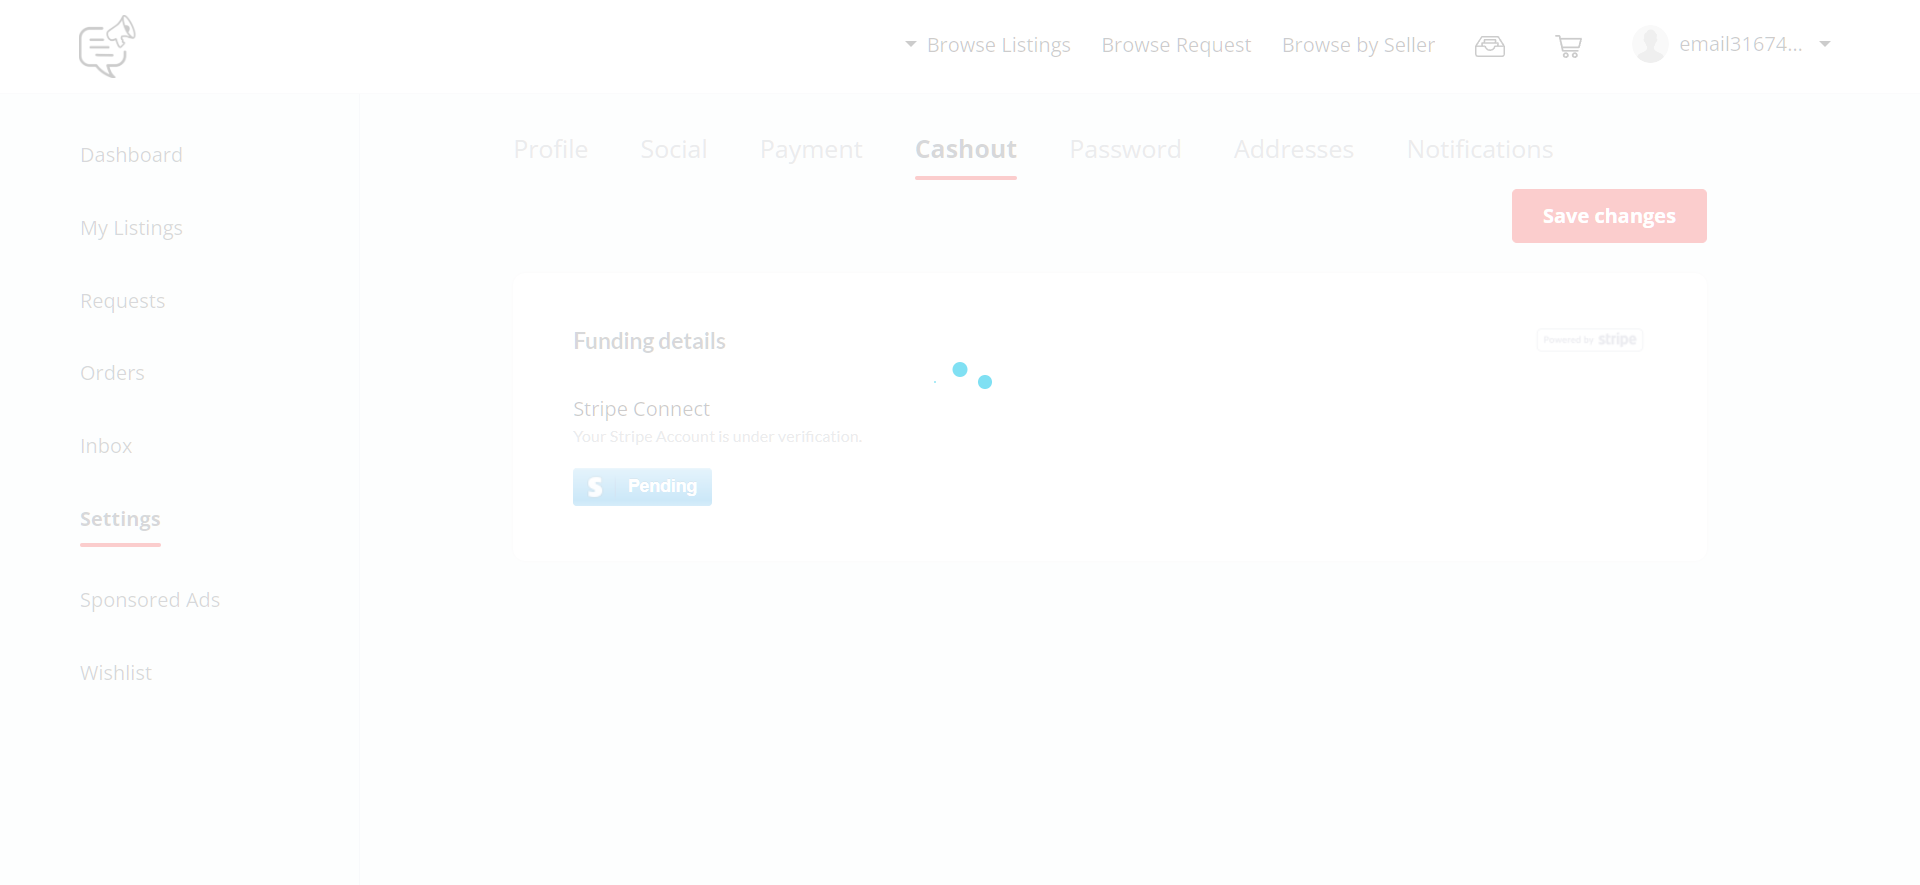 Browse Listings Browse Request Browse by Seller email31674...
Dashboard
My Listings
Requests
Orders
Inbox
Settings
Sponsored Ads
Wishlist
Profile Social Payment Cashout Password Addresses Notifications
Save changes
Funding details
Powered by stripe
Stripe Connect
Your Stripe Account is under verification.
S Pending